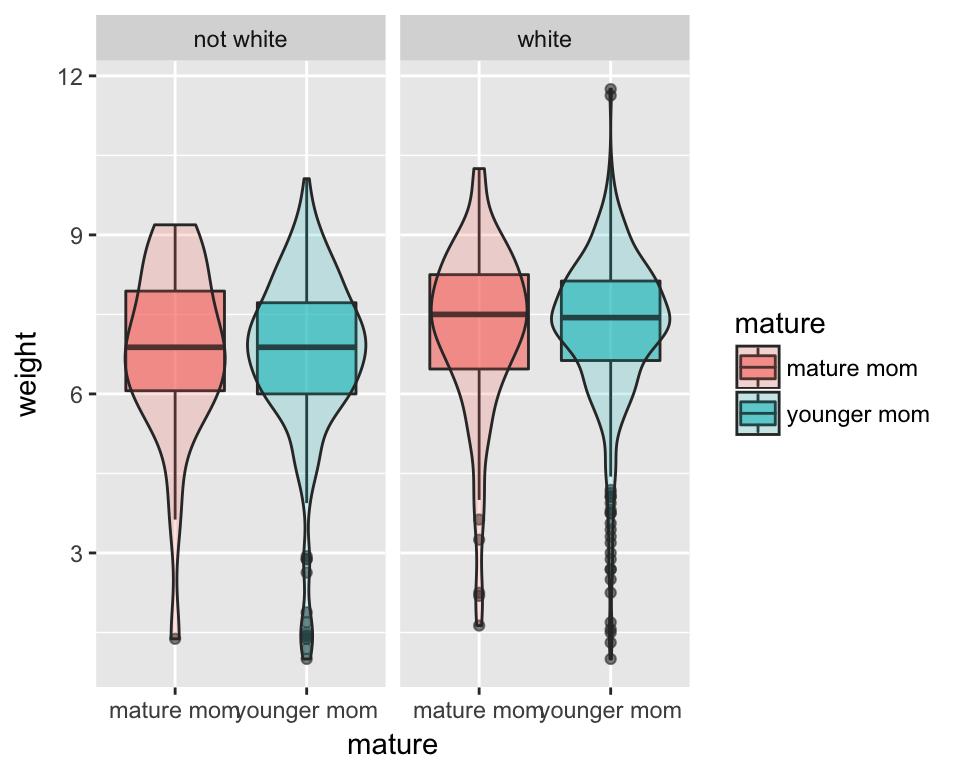 not white
white
12
9
6
3
weight
mature mom
younger mom
mature mom
younger mom
mature
mature
mature mom
younger mom